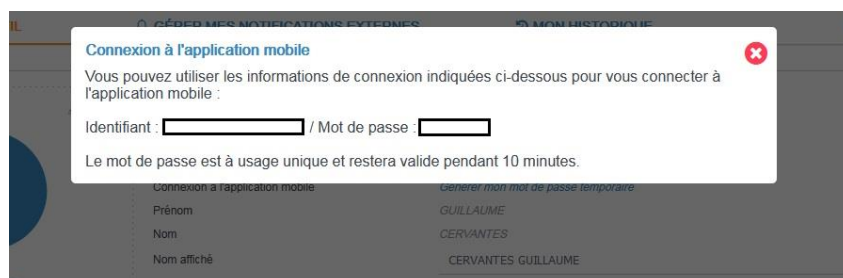 IL GÉRER MES NOTIFICATIONS EXTERNES MON HISTORIQUE
Connexion à l'application mobile
Vous pouvez utiliser les informations de connexion indiquées ci-dessous pour vous connecter à
l'application mobile :
Identifiant : / Mot de passe :
Le mot de passe est à usage unique et restera valide pendant 10 minutes.
Connexion à l'application mobile Générer mon mot de passe temporaire
Prénom GUILLAUME
Nom CERVANTES
Nom affiché CERVANTES GUILLAUME